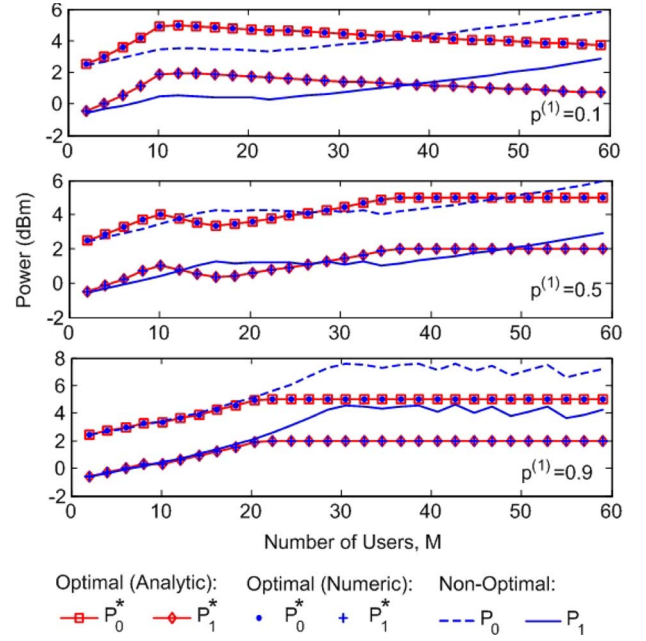 6
4
2
0
-2
0 10 20 30 40 50 60
p(1)=0.1
6
4
2
0
-2
0 10 20 30 40 50 60
p(1)=0.5
Power (dBm)
8
6
4
2
0
-2
0 10 20 30 40 50 60
p(1)=0.9
Number of Users, M
Optimal (Analytic): Optimal (Numeric): Non-Optimal:
P0* P1* P0* P1* P0 P1